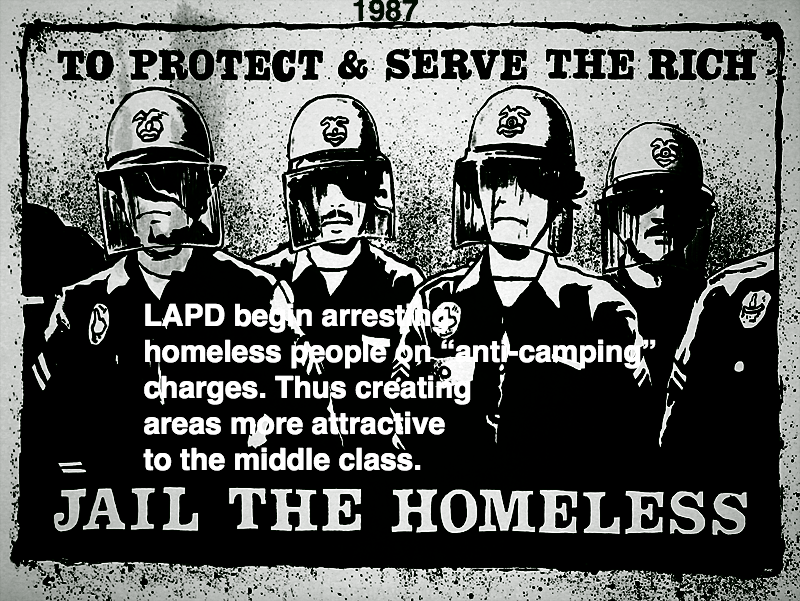 1987
TO PROTECT & SERVE THE RICH
LAPD begin arresting
homeless people on “anti-camping”
charges. Thus creating
areas more attractive
to the middle class.
JAIL THE HOMELESS